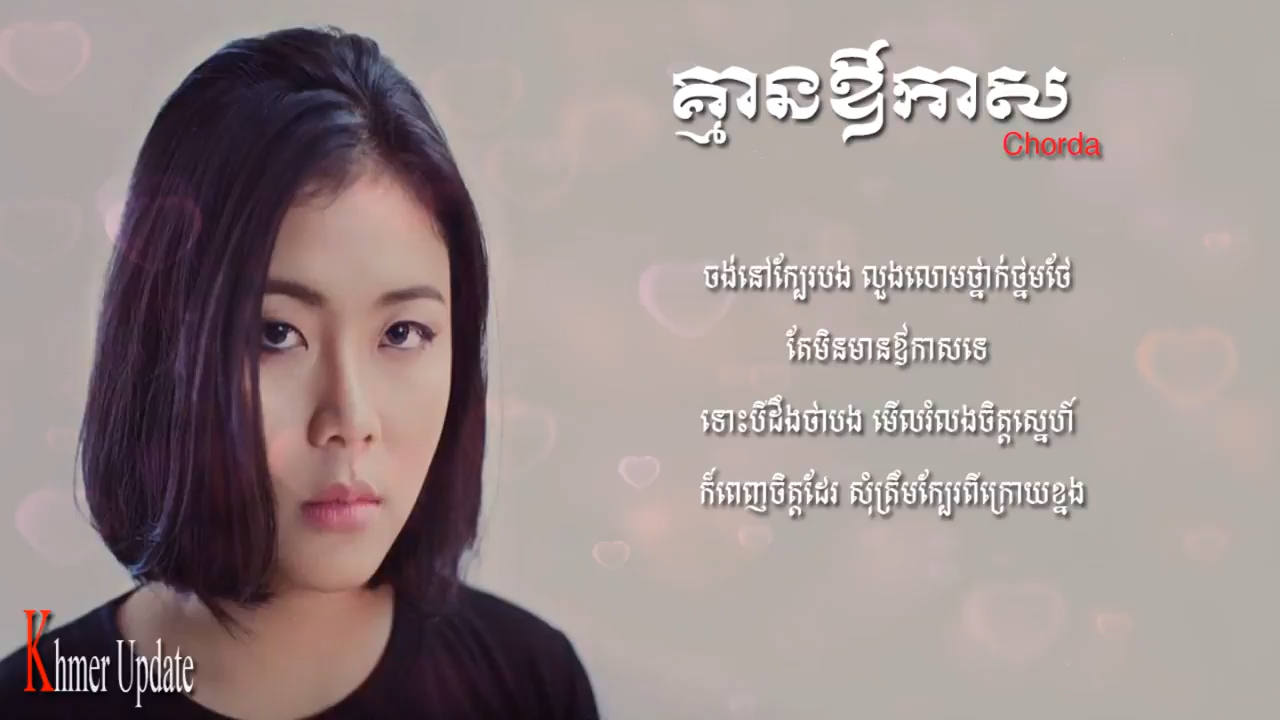 គ្មានឱកាស
Chorda
ចង់នៅក្បែរបង លួងលោមថ្នាក់ថ្នមថែ
តែមិនមានឱកាសទេ
ទោះបីដឹងថាបង មើលរំលងចិត្តស្នេហ៍
ក៏ពេញចិត្តដែរ សុំត្រឹមក្បែរពីក្រោយខ្នង
Khmer Update